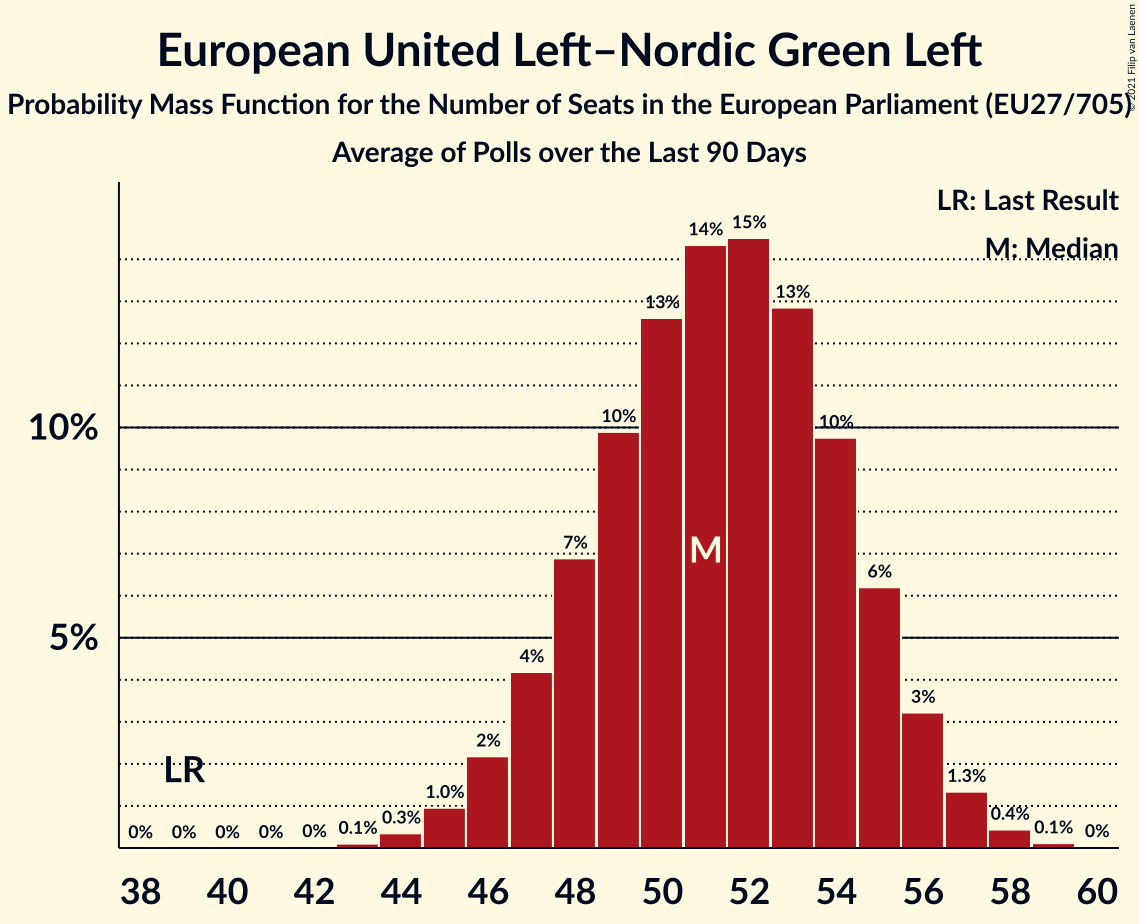 European United Left–Nordic Green Left
Probability Mass Function for the Number of Seats in the European Parliament (EU27/705)
Average of Polls over the Last 90 Days
© 2021 Filip van Laenen
LR: Last Result
M: Median
10%
5%
LR
M
0%
0%
0%
0%
0%
0.1%
0.3%
1.0%
2%
4%
7%
10%
13%
14%
15%
13%
10%
6%
3%
1.3%
0.4%
0.1%
0%
38 40 42 44 46 48 50 52 54 56 58 60